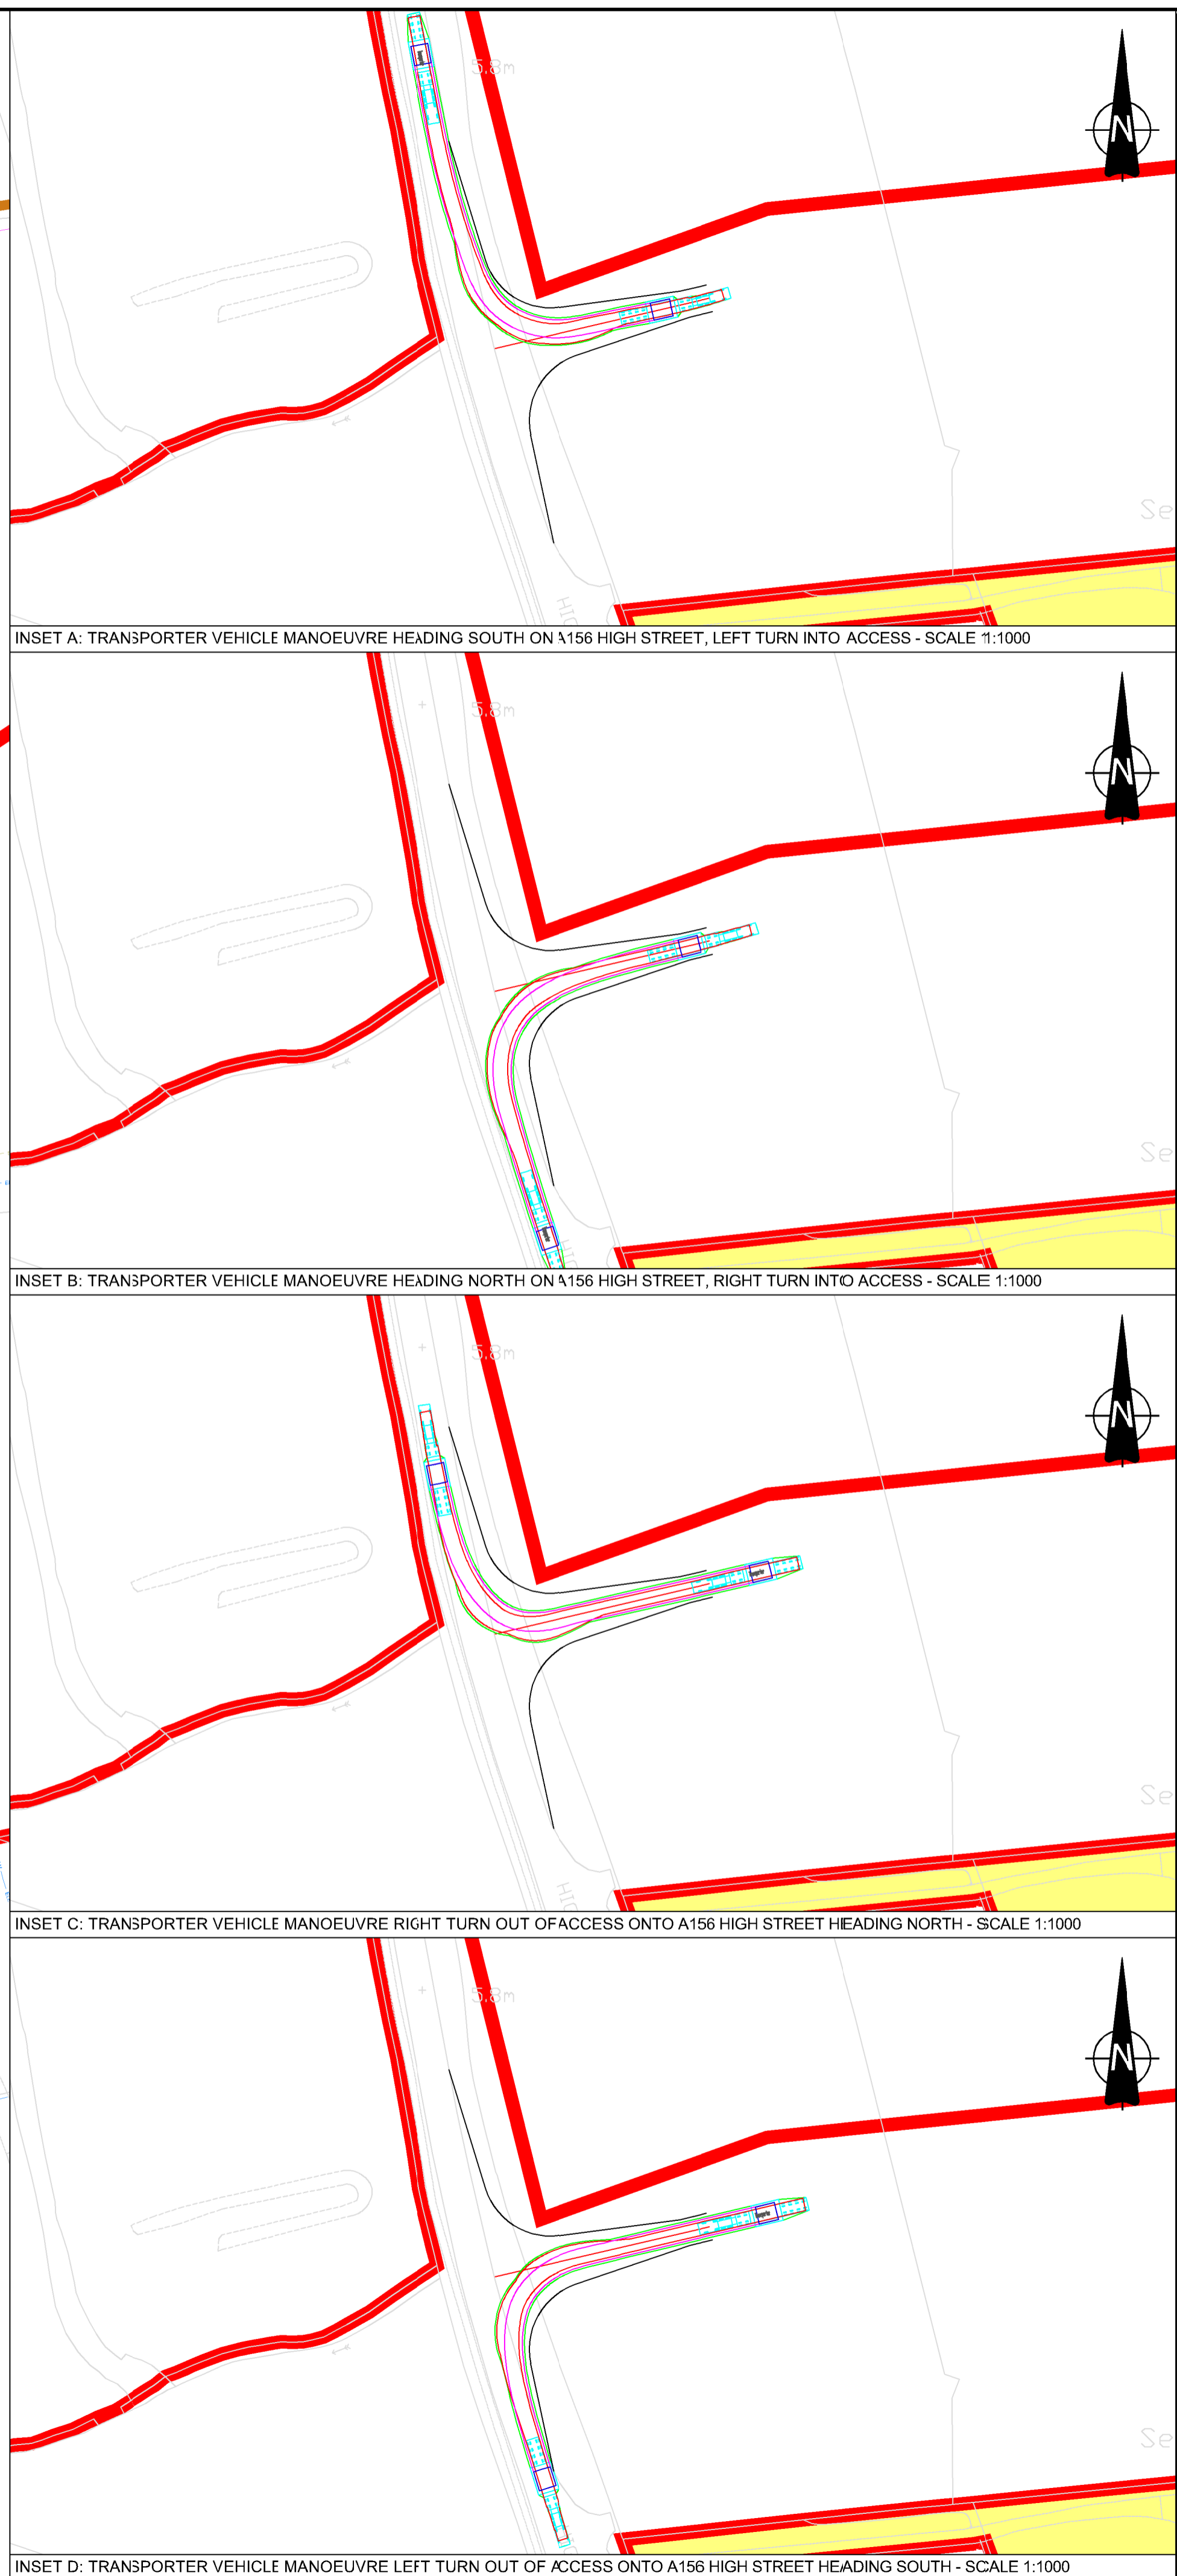 5.8m
N
Se
HIG
INSET A: TRANSPORTER VEHICLE MANOEUVRE HEADING SOUTH ON A156 HIGH STREET, LEFT TURN INTO ACCESS - SCALE 1:1000
5.8m
N
Se
INSET B: TRANSPORTER VEHICLE MANOEUVRE HEADING NORTH ON A156 HIGH STREET, RIGHT TURN INTO ACCESS - SCALE 1:1000
5.8m
N
Se
HIG
INSET C: TRANSPORTER VEHICLE MANOEUVRE RIGHT TURN OUT OF ACCESS ONTO A156 HIGH STREET HEADING NORTH - SCALE 1:1000
5.8m
N
Se
INSET D: TRANSPORTER VEHICLE MANOEUVRE LEFT TURN OUT OF ACCESS ONTO A156 HIGH STREET HEADING SOUTH - SCALE 1:1000